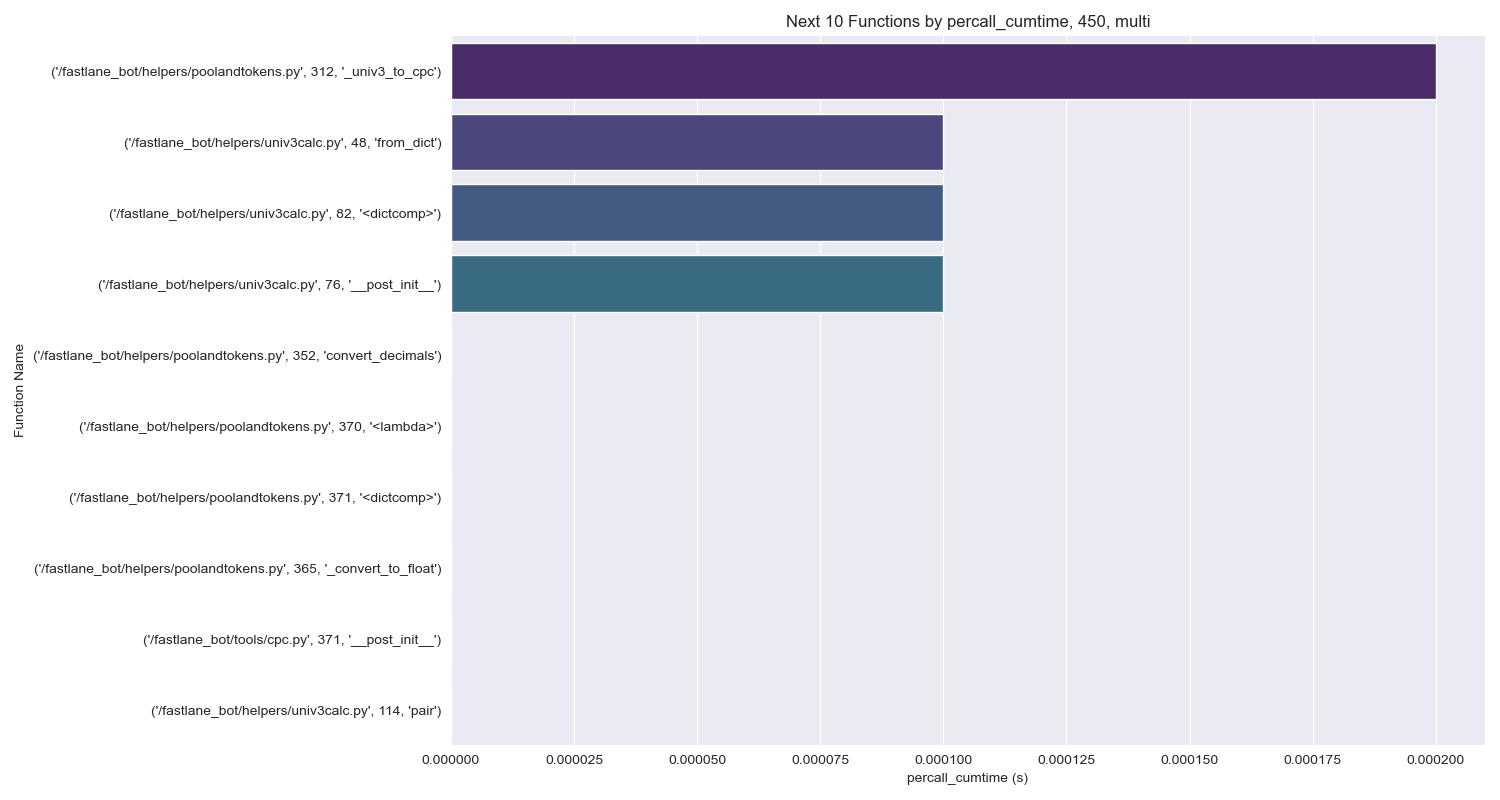 Next 10 Functions by percall_cumtime, 450, multi
('/fastlane_bot/helpers/poolandtokens.py', 312, '_univ3_to_cpc')
('/fastlane_bot/helpers/univ3calc.py', 48, 'from_dict')
('/fastlane_bot/helpers/univ3calc.py', 82, '<dictcomp>')
('/fastlane_bot/helpers/univ3calc.py', 76, '__post_init__')
('/fastlane_bot/helpers/poolandtokens.py', 352, 'convert_decimals')
('/fastlane_bot/helpers/poolandtokens.py', 370, '<lambda>')
('/fastlane_bot/helpers/poolandtokens.py', 371, '<dictcomp>')
('/fastlane_bot/helpers/poolandtokens.py', 365, '_convert_to_float')
('/fastlane_bot/tools/cpc.py', 371, '__post_init__')
('/fastlane_bot/helpers/univ3calc.py', 114, 'pair')
Function Name
0.000000 0.000025 0.000050 0.000075 0.000100 0.000125 0.000150 0.000175 0.000200
percall_cumtime (s)